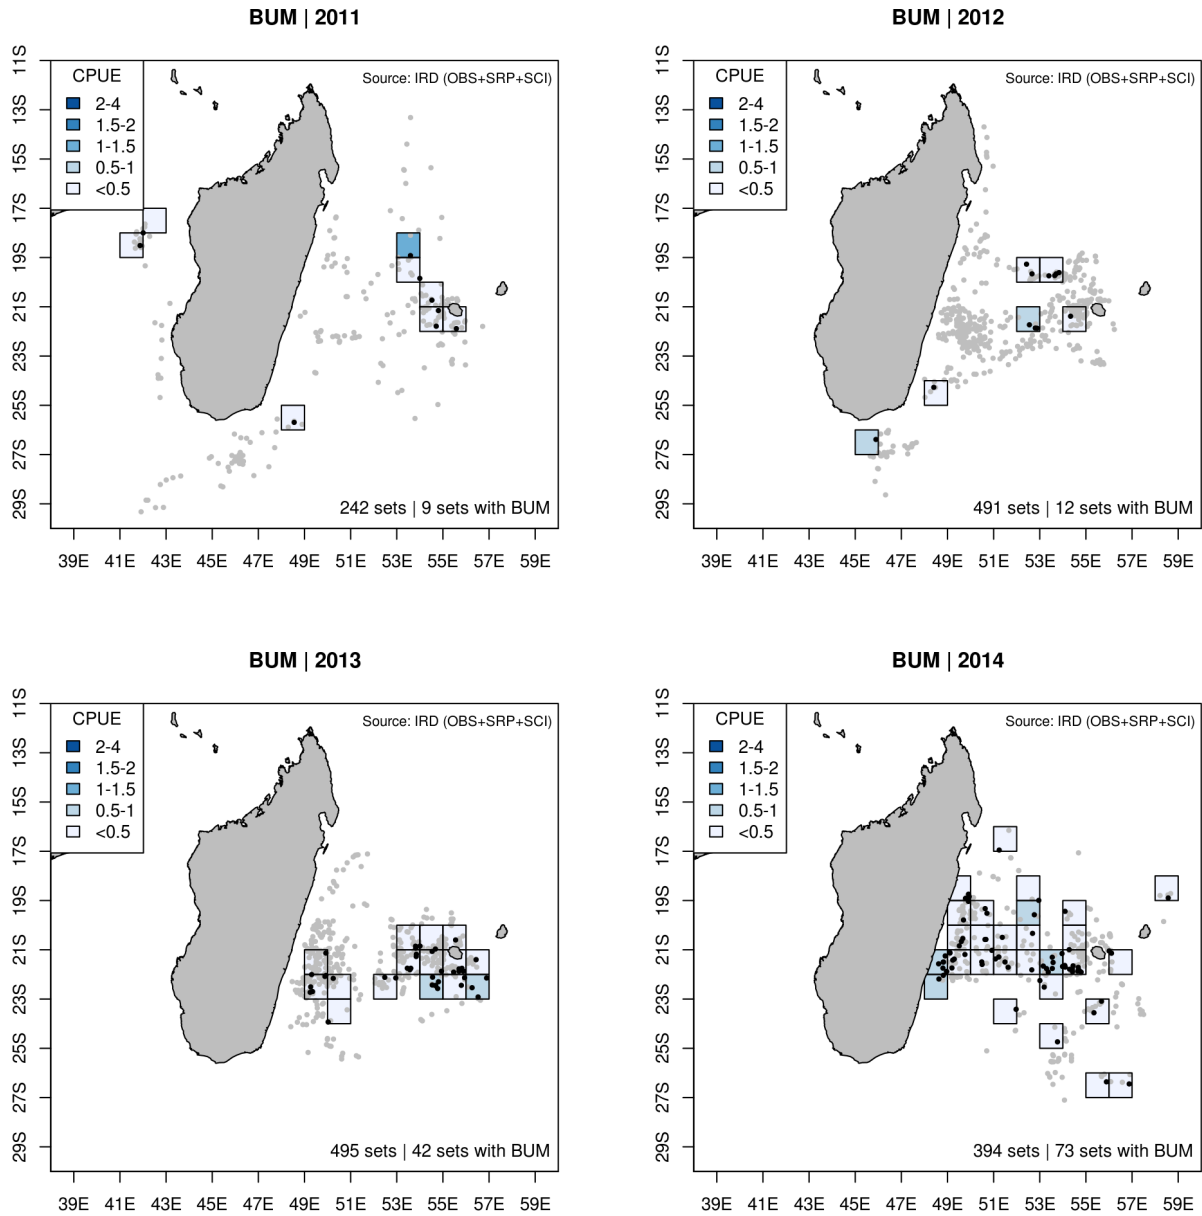 BUM | 2011
CPUE
2-4
1.5-2
1-1.5
0.5-1
<0.5
Source: IRD (OBS+SRP+SCI)
11S
13S
15S
17S
19S
21S
23S
25S
27S
29S
242 sets | 9 sets with BUM
39E 41E 43E 45E 47E 49E 51E 53E 55E 57E 59E
BUM | 2012
CPUE
2-4
1.5-2
1-1.5
0.5-1
<0.5
Source: IRD (OBS+SRP+SCI)
11S
13S
15S
17S
19S
21S
23S
25S
27S
29S
491 sets | 12 sets with BUM
39E 41E 43E 45E 47E 49E 51E 53E 55E 57E 59E
BUM | 2013
CPUE
2-4
1.5-2
1-1.5
0.5-1
<0.5
Source: IRD (OBS+SRP+SCI)
11S
13S
15S
17S
19S
21S
23S
25S
27S
29S
495 sets | 42 sets with BUM
39E 41E 43E 45E 47E 49E 51E 53E 55E 57E 59E
BUM | 2014
CPUE
2-4
1.5-2
1-1.5
0.5-1
<0.5
Source: IRD (OBS+SRP+SCI)
11S
13S
15S
17S
19S
21S
23S
25S
27S
29S
394 sets | 73 sets with BUM
39E 41E 43E 45E 47E 49E 51E 53E 55E 57E 59E